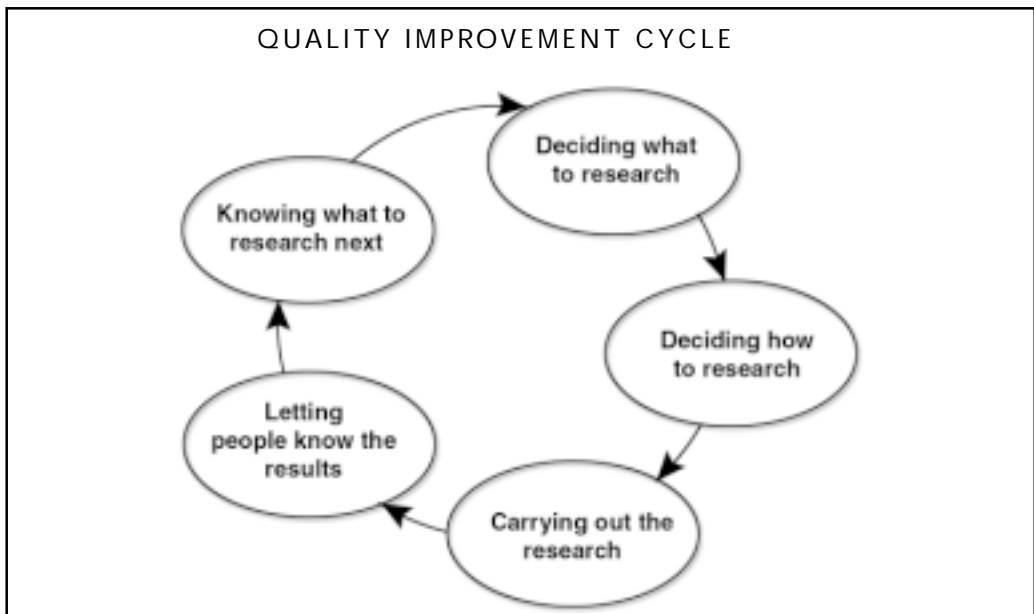 QUALITY IMPROVEMENT CYCLE
Deciding what
to research
Deciding how
to research
Carrying out the
research
Letting
people know the
results
Knowing what to
research next